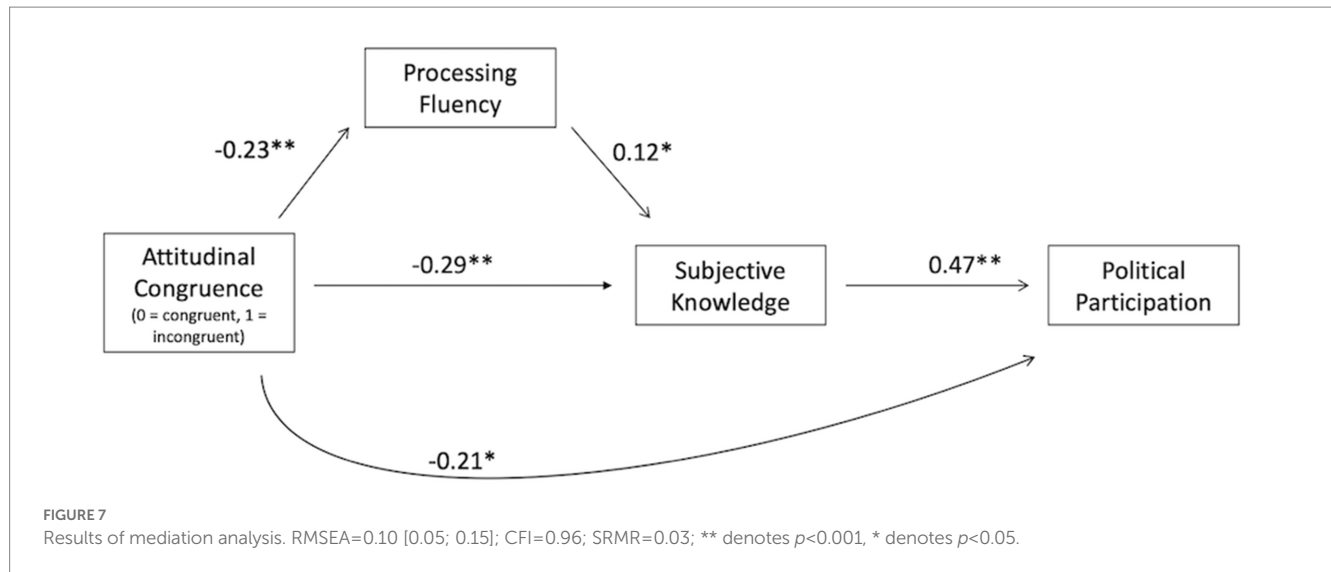 Processing
Fluency
-0.23**
0.12*
Attitudinal
Congruence
(0 = congruent, 1 =
incongruent)
-0.29**
Subjective
Knowledge
0.47**
Political
Participation
-0.21*
FIGURE 7
Results of mediation analysis. RMSEA=0.10 [0.05; 0.15]; CFI=0.96; SRMR=0.03; ** denotes p<0.001, * denotes p<0.05.